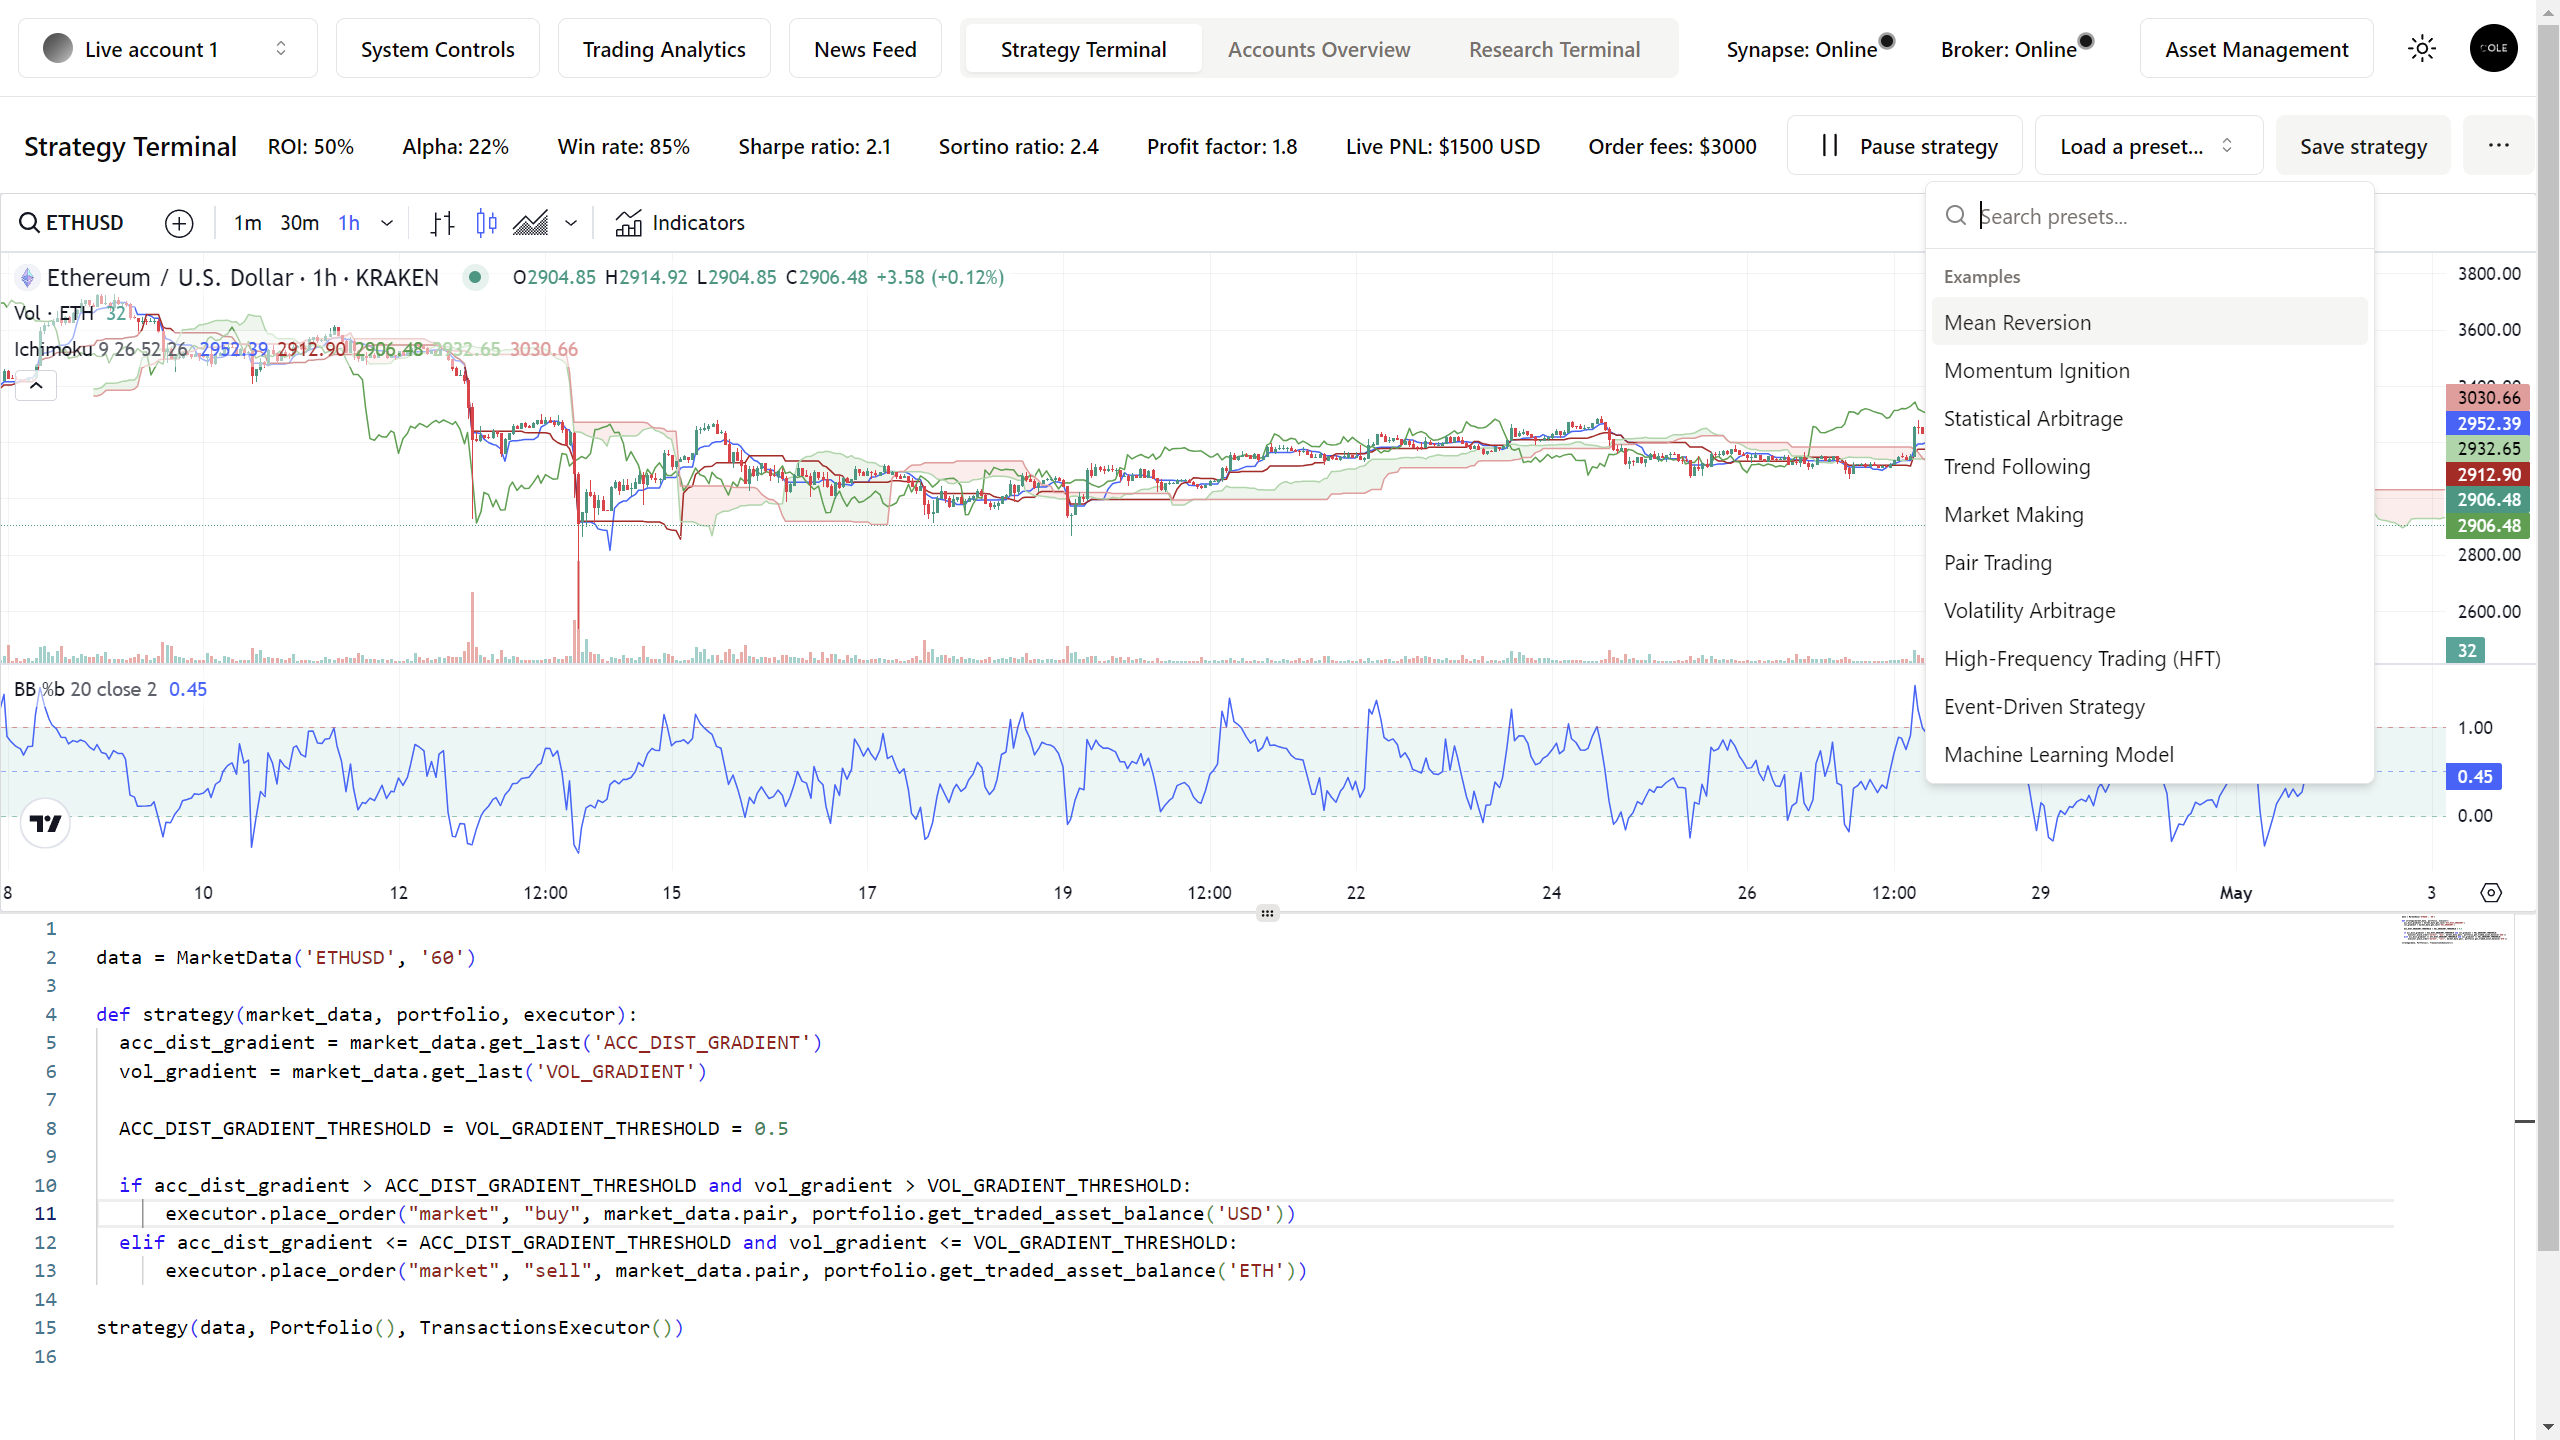 Live account 1
System Controls
Trading Analytics
News Feed
Strategy Terminal
Accounts Overview
Research Terminal
Synapse: Online
Broker: Online
Asset Management
COLE
Strategy Terminal
ROI: 50%
Alpha: 22%
Win rate: 85%
Sharpe ratio: 2.1
Sortino ratio: 2.4
Profit factor: 1.8
Live PNL: $1500 USD
Order fees: $3000
Pause strategy
Load a preset...
Save strategy
ETHUSD
1m
30m
1h
Indicators
Search presets...
Examples
Mean Reversion
Momentum Ignition
Statistical Arbitrage
Trend Following
Market Making
Pair Trading
Volatility Arbitrage
High-Frequency Trading (HFT)
Event-Driven Strategy
Machine Learning Model
Ethereum / U.S. Dollar · 1h · KRAKEN
O2904.85 H2914.92 L2904.85 C2906.48 +3.58 (+0.12%)
Vol · ETH 32
Ichimoku 9 26 52 26 2952.39 2912.90 2906.48 2932.65 3030.66
3800.00
3600.00
3030.66
2952.39
2932.65
2912.90
2906.48
2906.48
2800.00
2600.00
32
BB %b 20 close 2 0.45
1.00
0.45
0.00
8 10 12 12:00 15 17 19 12:00 22 24 26 12:00 29 May 3
1
2 data = MarketData('ETHUSD', '60')
3
4 def strategy(market_data, portfolio, executor):
5 acc_dist_gradient = market_data.get_last('ACC_DIST_GRADIENT')
6 vol_gradient = market_data.get_last('VOL_GRADIENT')
7
8 ACC_DIST_GRADIENT_THRESHOLD = VOL_GRADIENT_THRESHOLD = 0.5
9
10 if acc_dist_gradient > ACC_DIST_GRADIENT_THRESHOLD and vol_gradient > VOL_GRADIENT_THRESHOLD:
11 executor.place_order("market", "buy", market_data.pair, portfolio.get_traded_asset_balance('USD'))
12 elif acc_dist_gradient <= ACC_DIST_GRADIENT_THRESHOLD and vol_gradient <= VOL_GRADIENT_THRESHOLD:
13 executor.place_order("market", "sell", market_data.pair, portfolio.get_traded_asset_balance('ETH'))
14
15 strategy(data, Portfolio(), TransactionsExecutor())
16